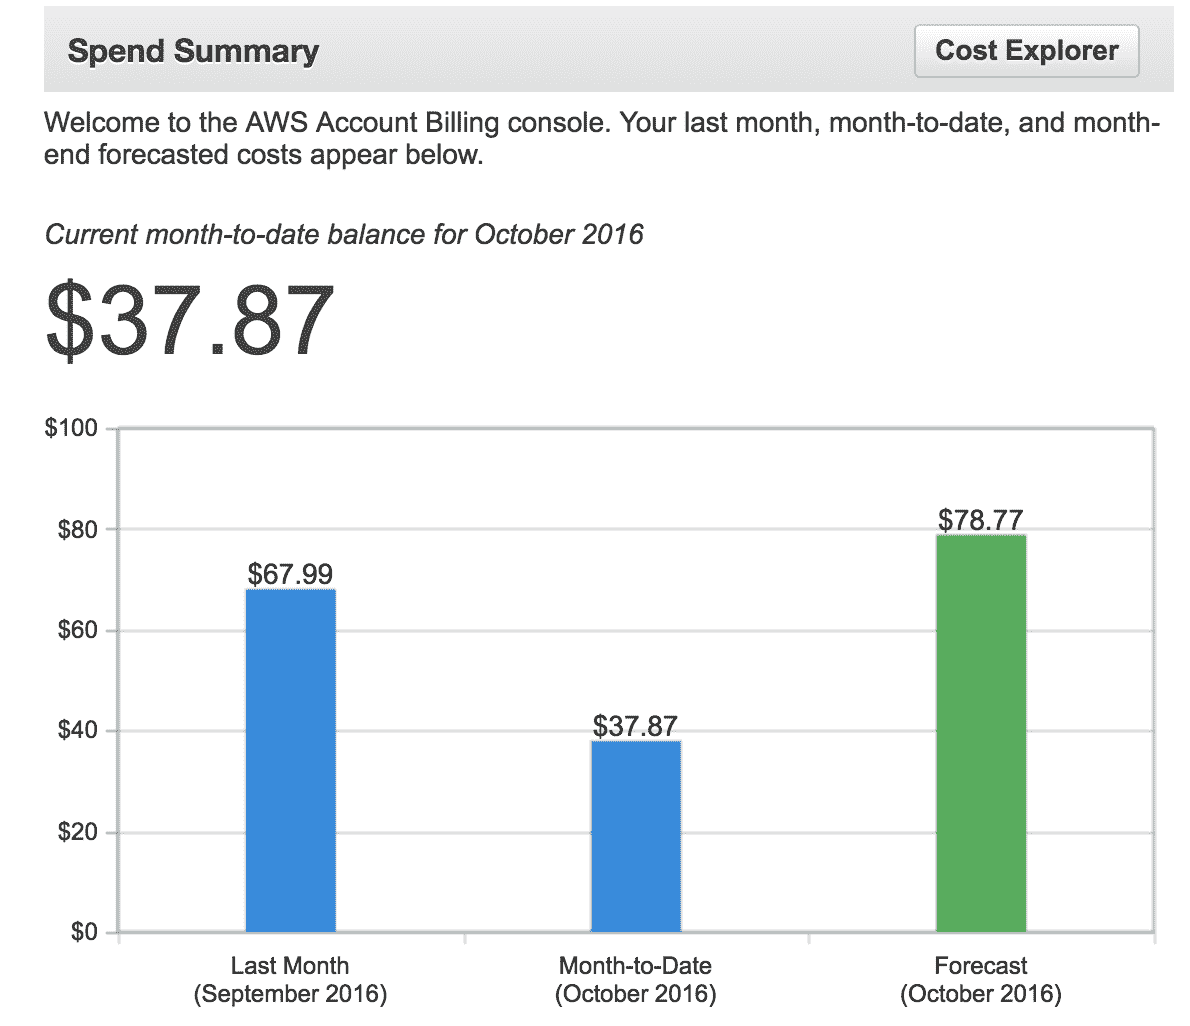 Spend Summary
Cost Explorer
Welcome to the AWS Account Billing console. Your last month, month-to-date, and month-
end forecasted costs appear below.
Current month-to-date balance for October 2016
$37.87
$100
$80
$60
$40
$20
$0
$67.99
$37.87
$78.77
Last Month
(September 2016)
Month-to-Date
(October 2016)
Forecast
(October 2016)